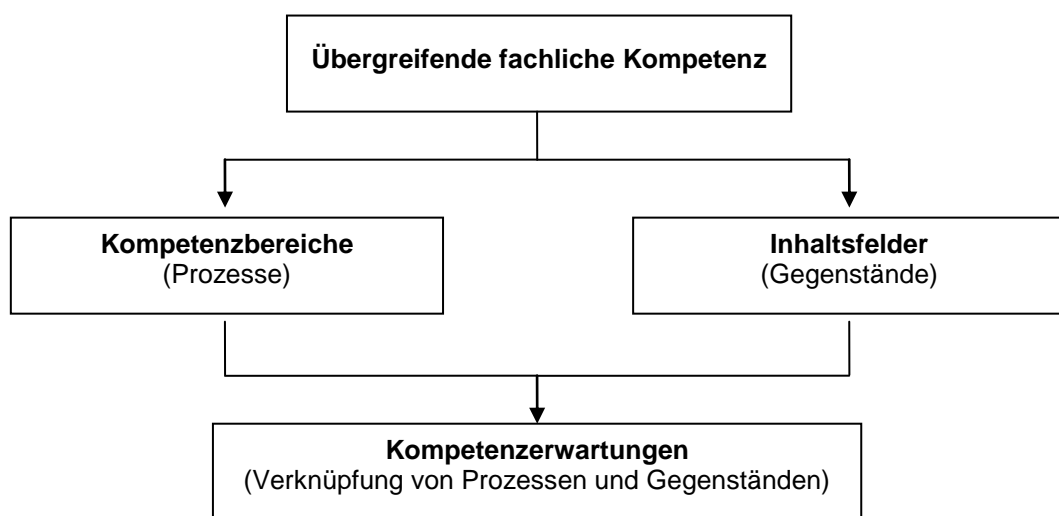 Übergreifende fachliche Kompetenz
Kompetenzbereiche
(Prozesse)
Inhaltsfelder
(Gegenstände)
Kompetenzerwartungen
(Verknüpfung von Prozessen und Gegenständen)